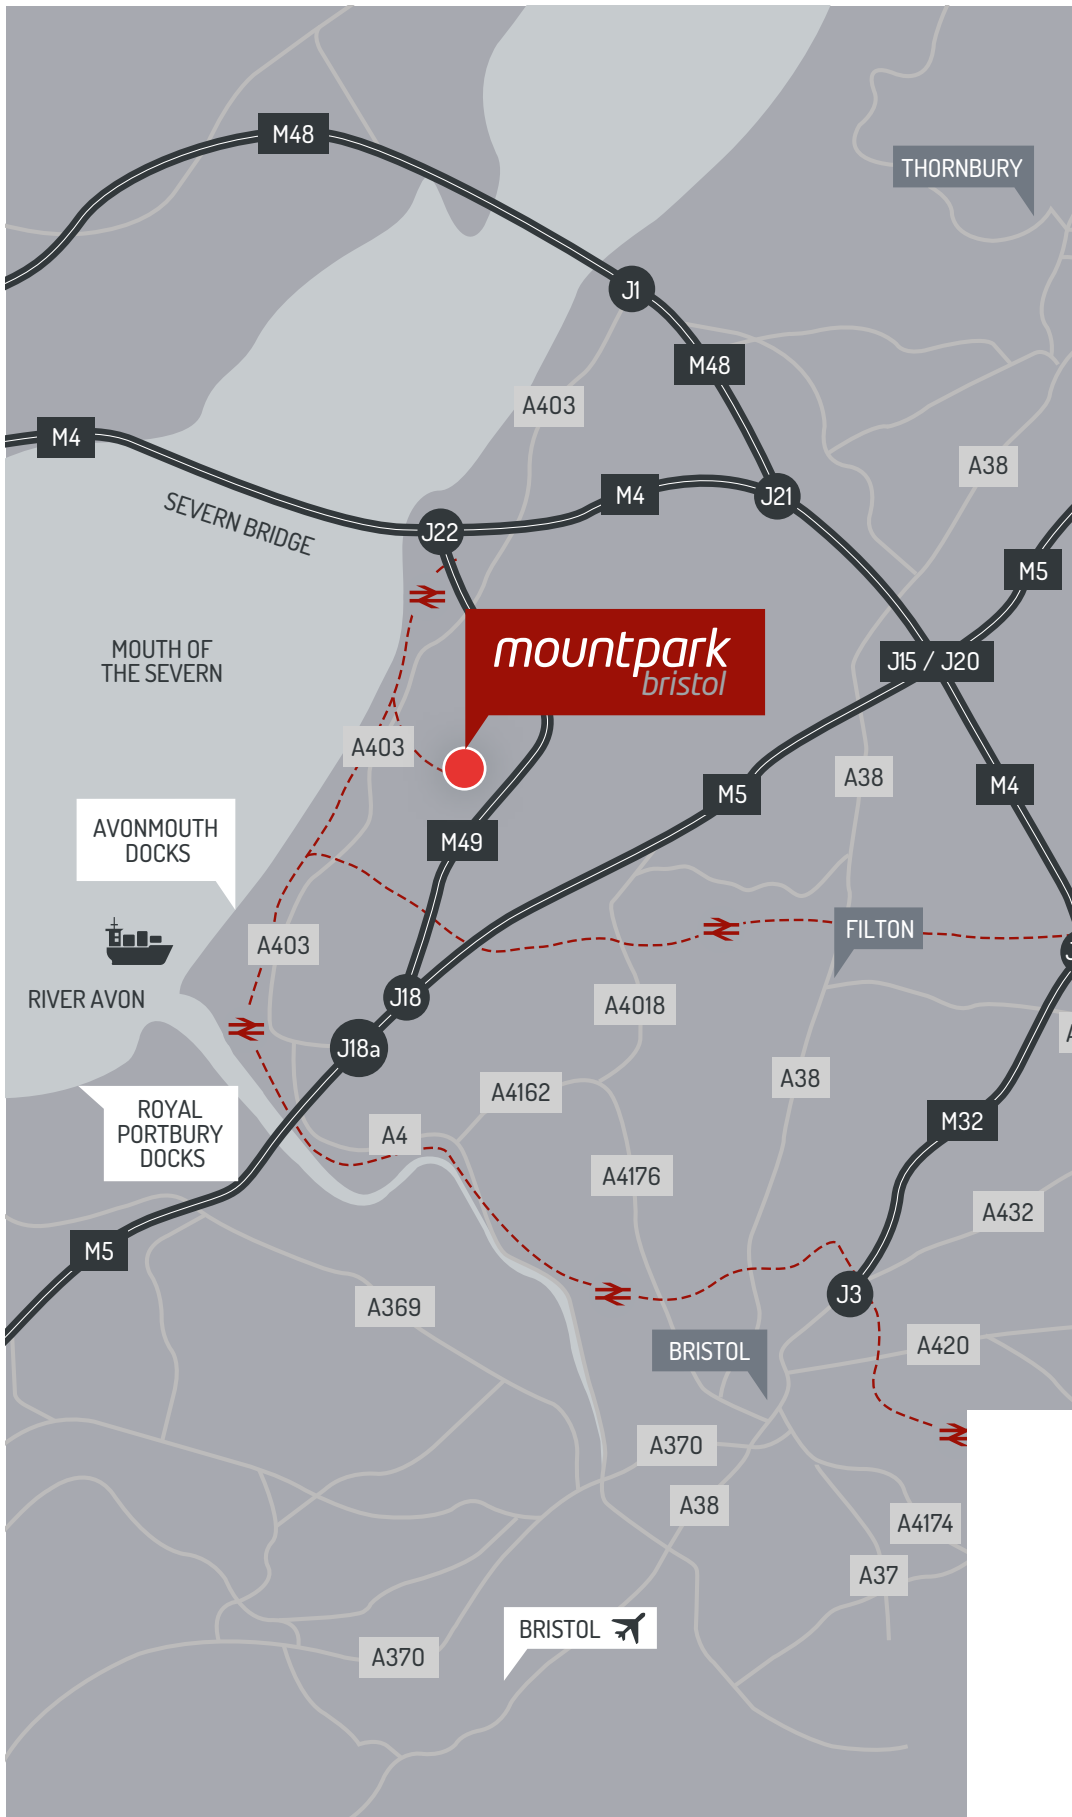 M48
THORNBURY
J1
M48
A403
M4
A38
M4
J21
SEVERN BRIDGE
J22
M5
MOUTH OF
THE SEVERN
mountpark
bristol
J15 / J20
A403
A38
M4
M5
AVONMOUTH
DOCKS
M49
FILTON
A403
RIVER AVON
J18
A4018
J18a
A38
A4162
ROYAL
PORTBURY
DOCKS
A4
M32
A4176
A432
M5
J3
A369
A420
BRISTOL
A370
A38
A4174
A37
BRISTOL
A370